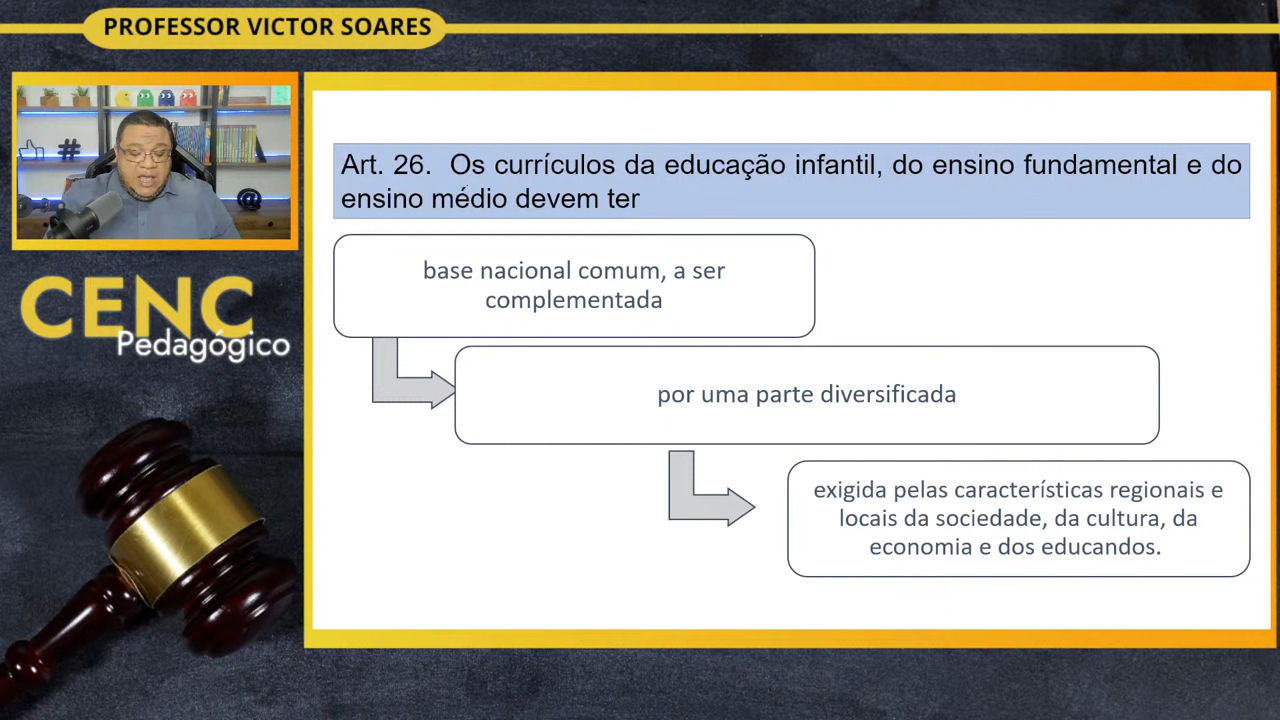 PROFESSOR VICTOR SOARES
CENC
Pedagógico
Art. 26. Os currículos da educação infantil, do ensino fundamental e do
ensino médio devem ter
base nacional comum, a ser
complementada
por uma parte diversificada
exigida pelas características regionais e
locais da sociedade, da cultura, da
economia e dos educandos.